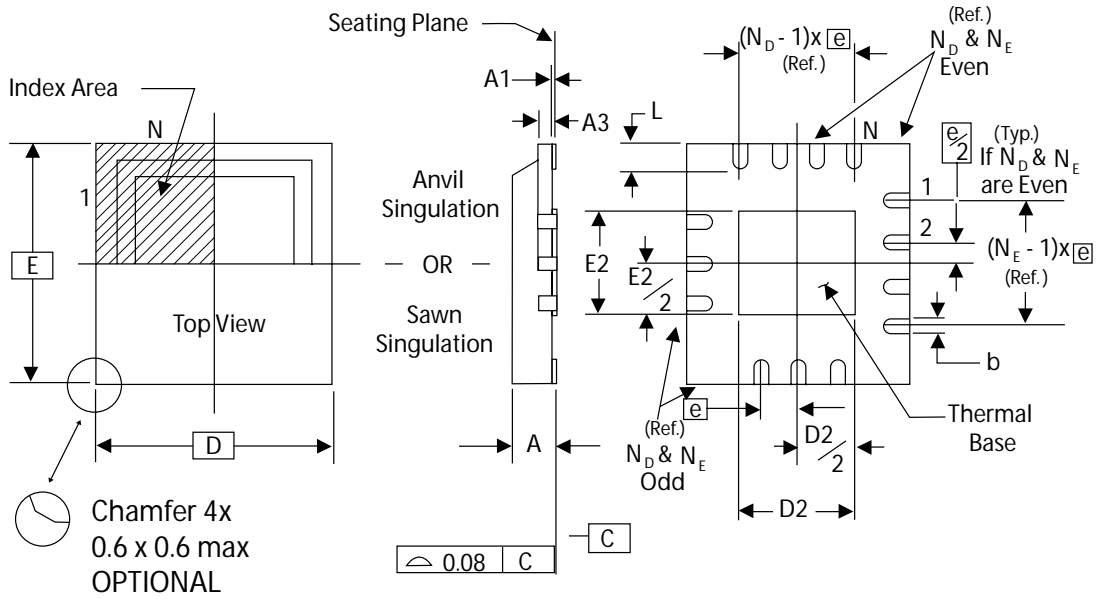 Seating Plane
Index Area
N
1
E
Top View
D
Chamfer 4x
0.6 x 0.6 max
OPTIONAL
A1
A3
Anvil
Singulation
OR
Sawn
Singulation
A
0.08 C
C
L
(N_D - 1)x e
(Ref.)
(Ref.)
N_D & N_E
Even
N
e/2
(Typ.)
If N_D & N_E
are Even
1
2
(N_E - 1)x e
(Ref.)
E2
E2/2
b
e
(Ref.)
N_D & N_E
Odd
D2/2
D2
Thermal
Base